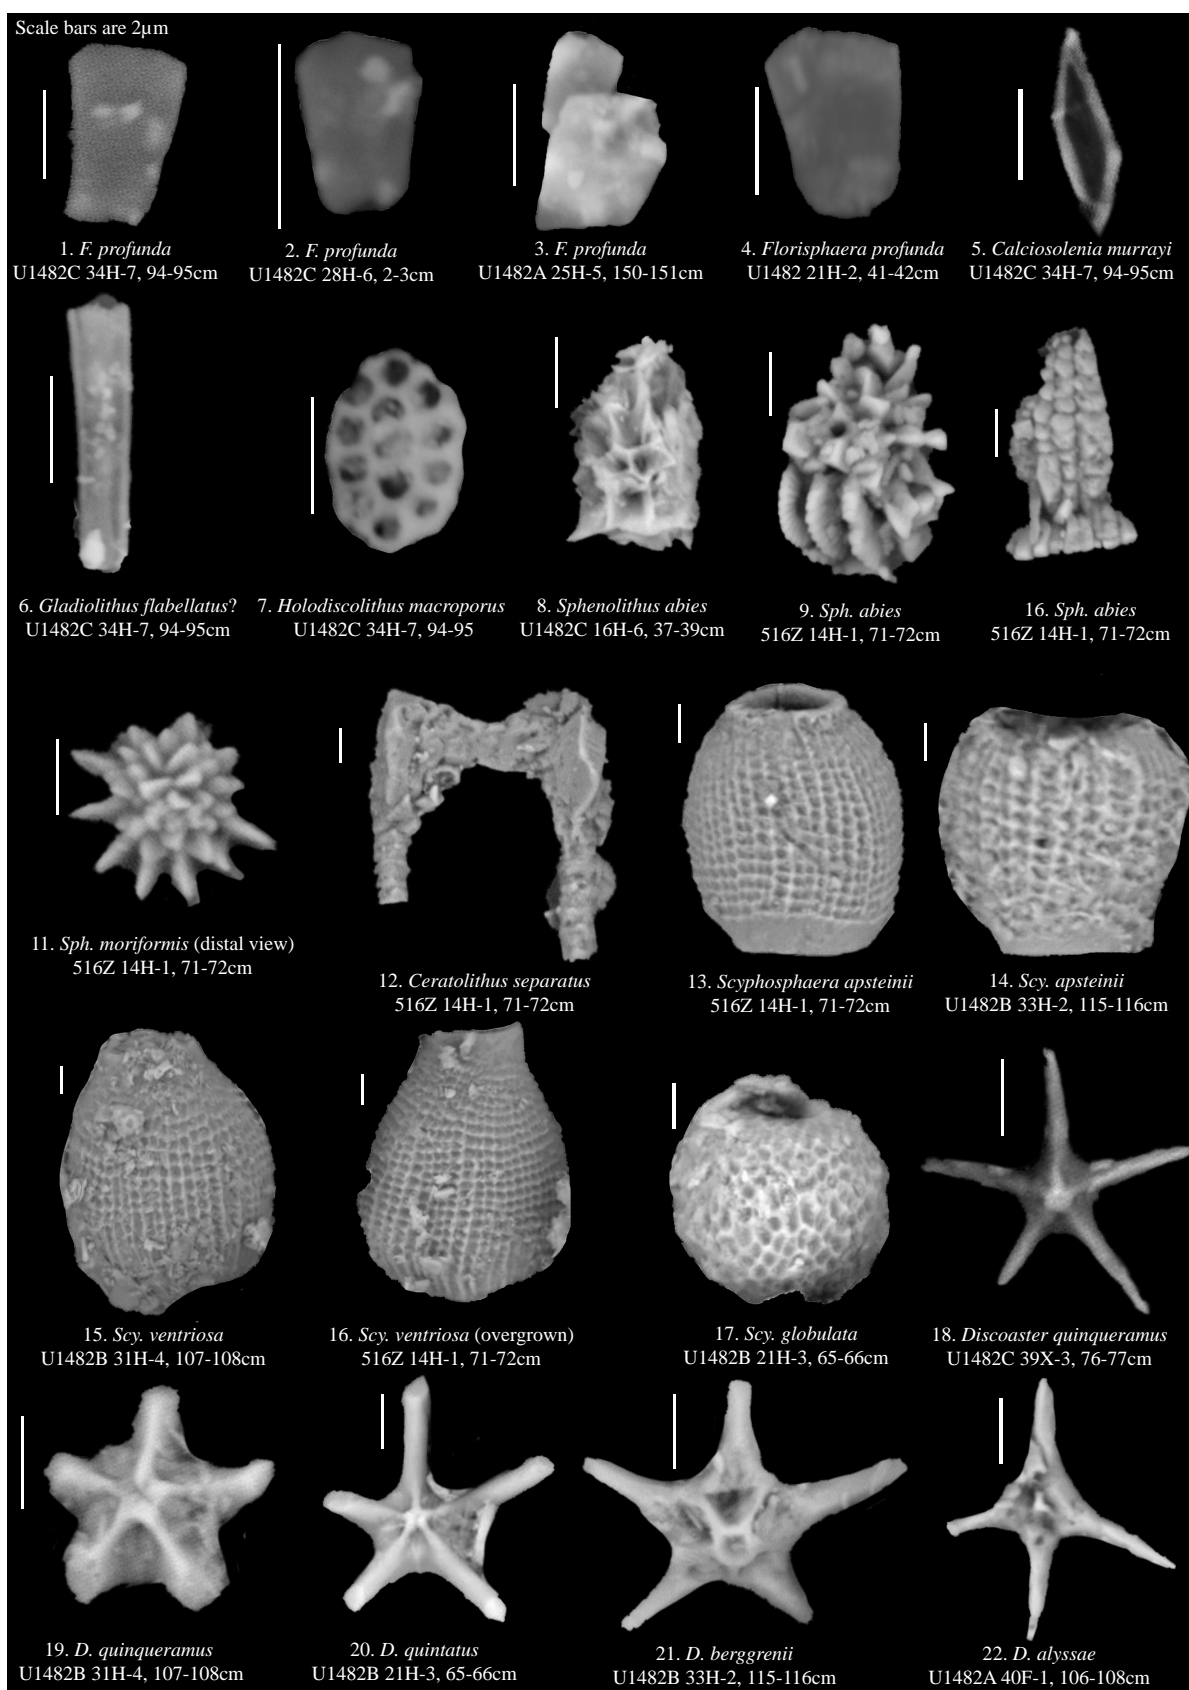 Scale bars are 2µm
1. F. profunda
U1482C 34H-7, 94-95cm
2. F. profunda
U1482C 28H-6, 2-3cm
3. F. profunda
U1482A 25H-5, 150-151cm
4. Florisphaera profunda
U1482 21H-2, 41-42cm
5. Calciosolenia murrayi
U1482C 34H-7, 94-95cm
6. Gladiolithus flabellatus?
U1482C 34H-7, 94-95cm
7. Holodiscolithus macroporus
U1482C 34H-7, 94-95
8. Sphenolithus abies
U1482C 16H-6, 37-39cm
9. Sph. abies
516Z 14H-1, 71-72cm
16. Sph. abies
516Z 14H-1, 71-72cm
11. Sph. moriformis (distal view)
516Z 14H-1, 71-72cm
12. Ceratolithus separatus
516Z 14H-1, 71-72cm
13. Scyphosphaera apsteinii
516Z 14H-1, 71-72cm
14. Scy. apsteinii
U1482B 33H-2, 115-116cm
15. Scy. ventriosa
U1482B 31H-4, 107-108cm
16. Scy. ventriosa (overgrown)
516Z 14H-1, 71-72cm
17. Scy. globulata
U1482B 21H-3, 65-66cm
18. Discoaster quinqueramus
U1482C 39X-3, 76-77cm
19. D. quinqueramus
U1482B 31H-4, 107-108cm
20. D. quintatus
U1482B 21H-3, 65-66cm
21. D. berggrenii
U1482B 33H-2, 115-116cm
22. D. alyssae
U1482A 40F-1, 106-108cm